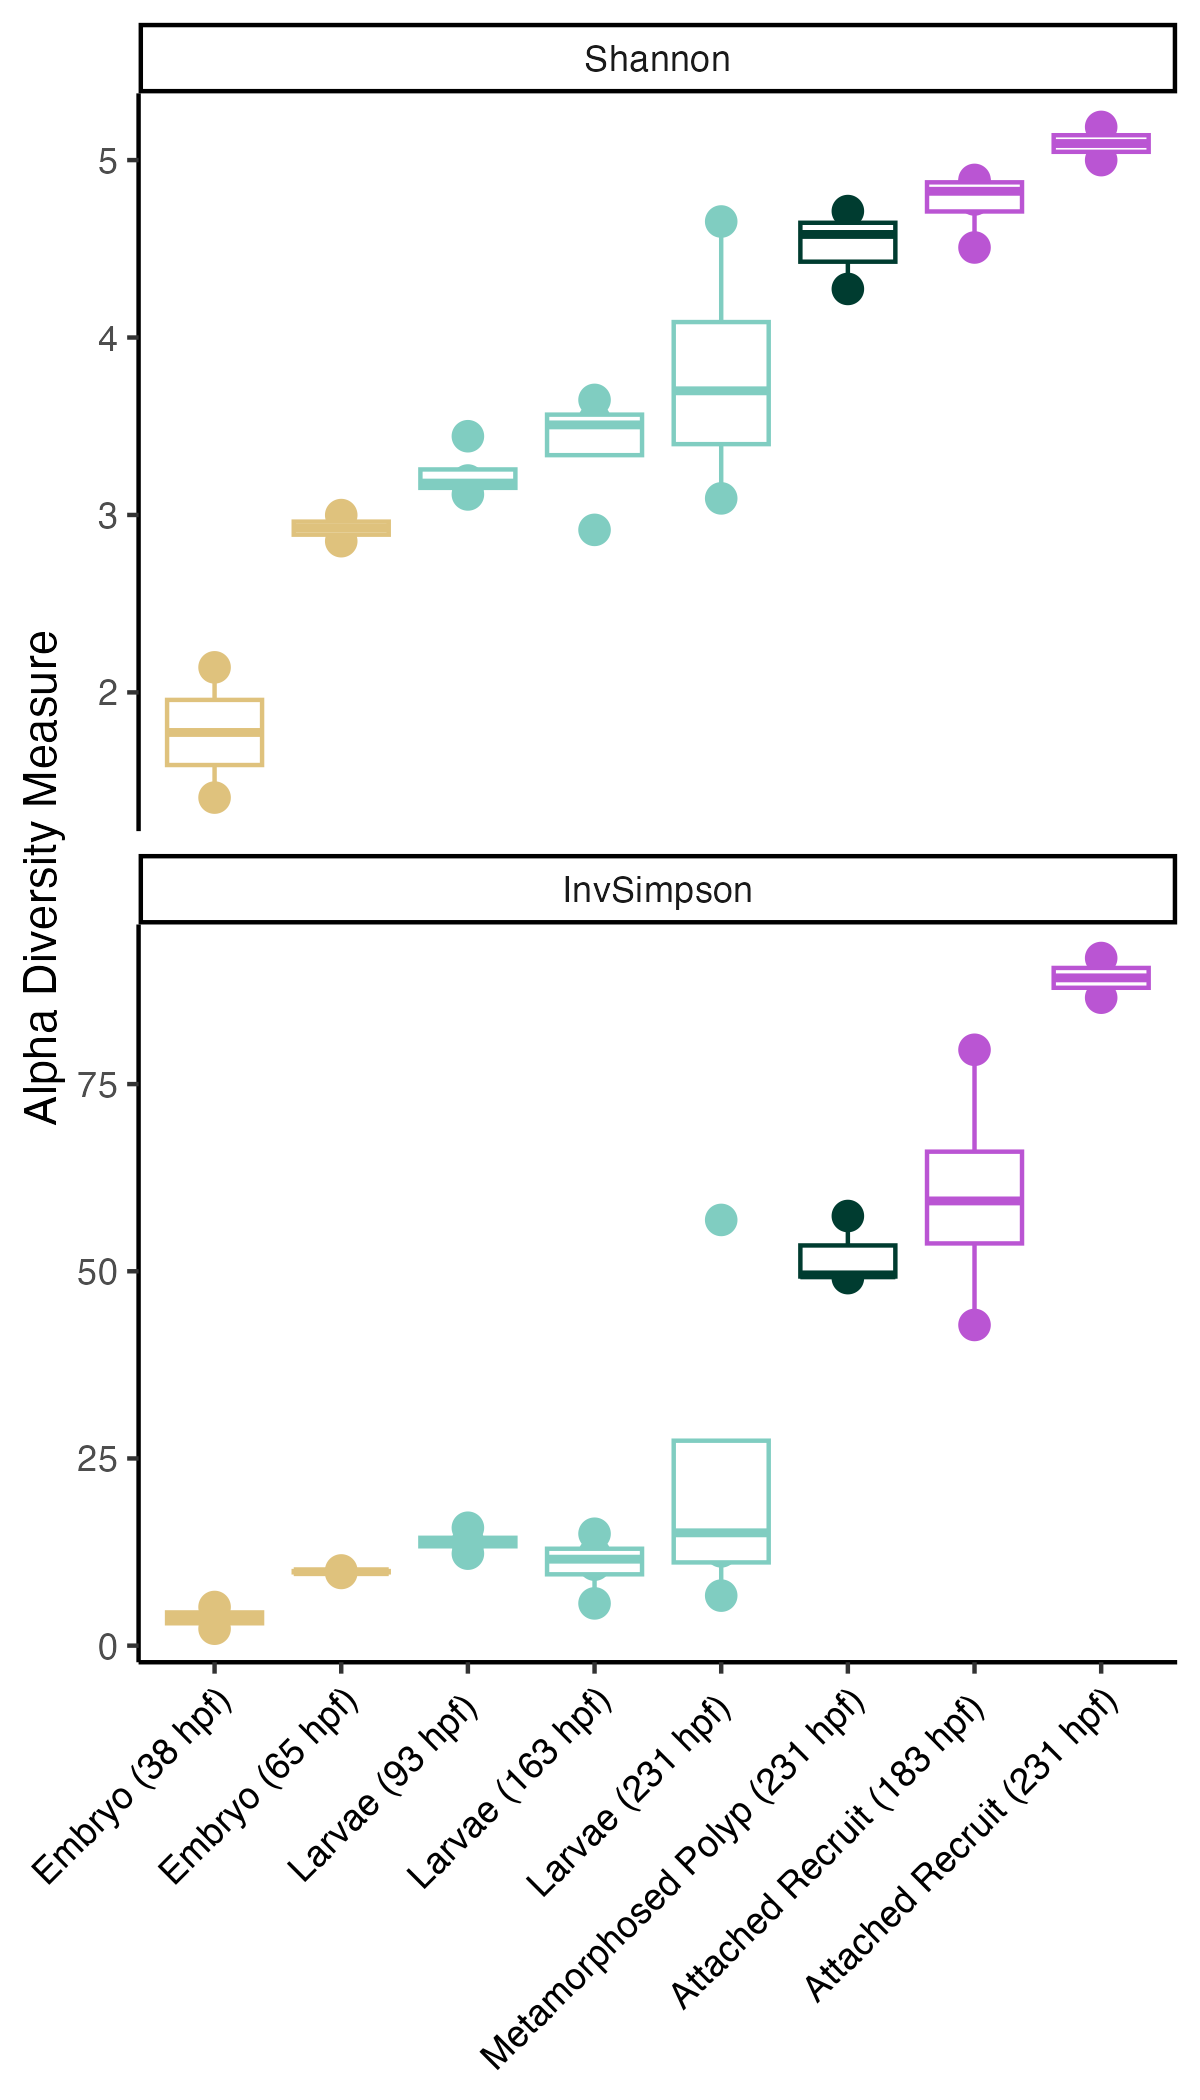 Shannon
5
4
3
2
Alpha Diversity Measure
InvSimpson
75
50
25
0
Embryo (38 hpf)
Embryo (65 hpf)
Larvae (93 hpf)
Larvae (163 hpf)
Larvae (231 hpf)
Metamorphosed Polyp (231 hpf)
Attached Recruit (183 hpf)
Attached Recruit (231 hpf)